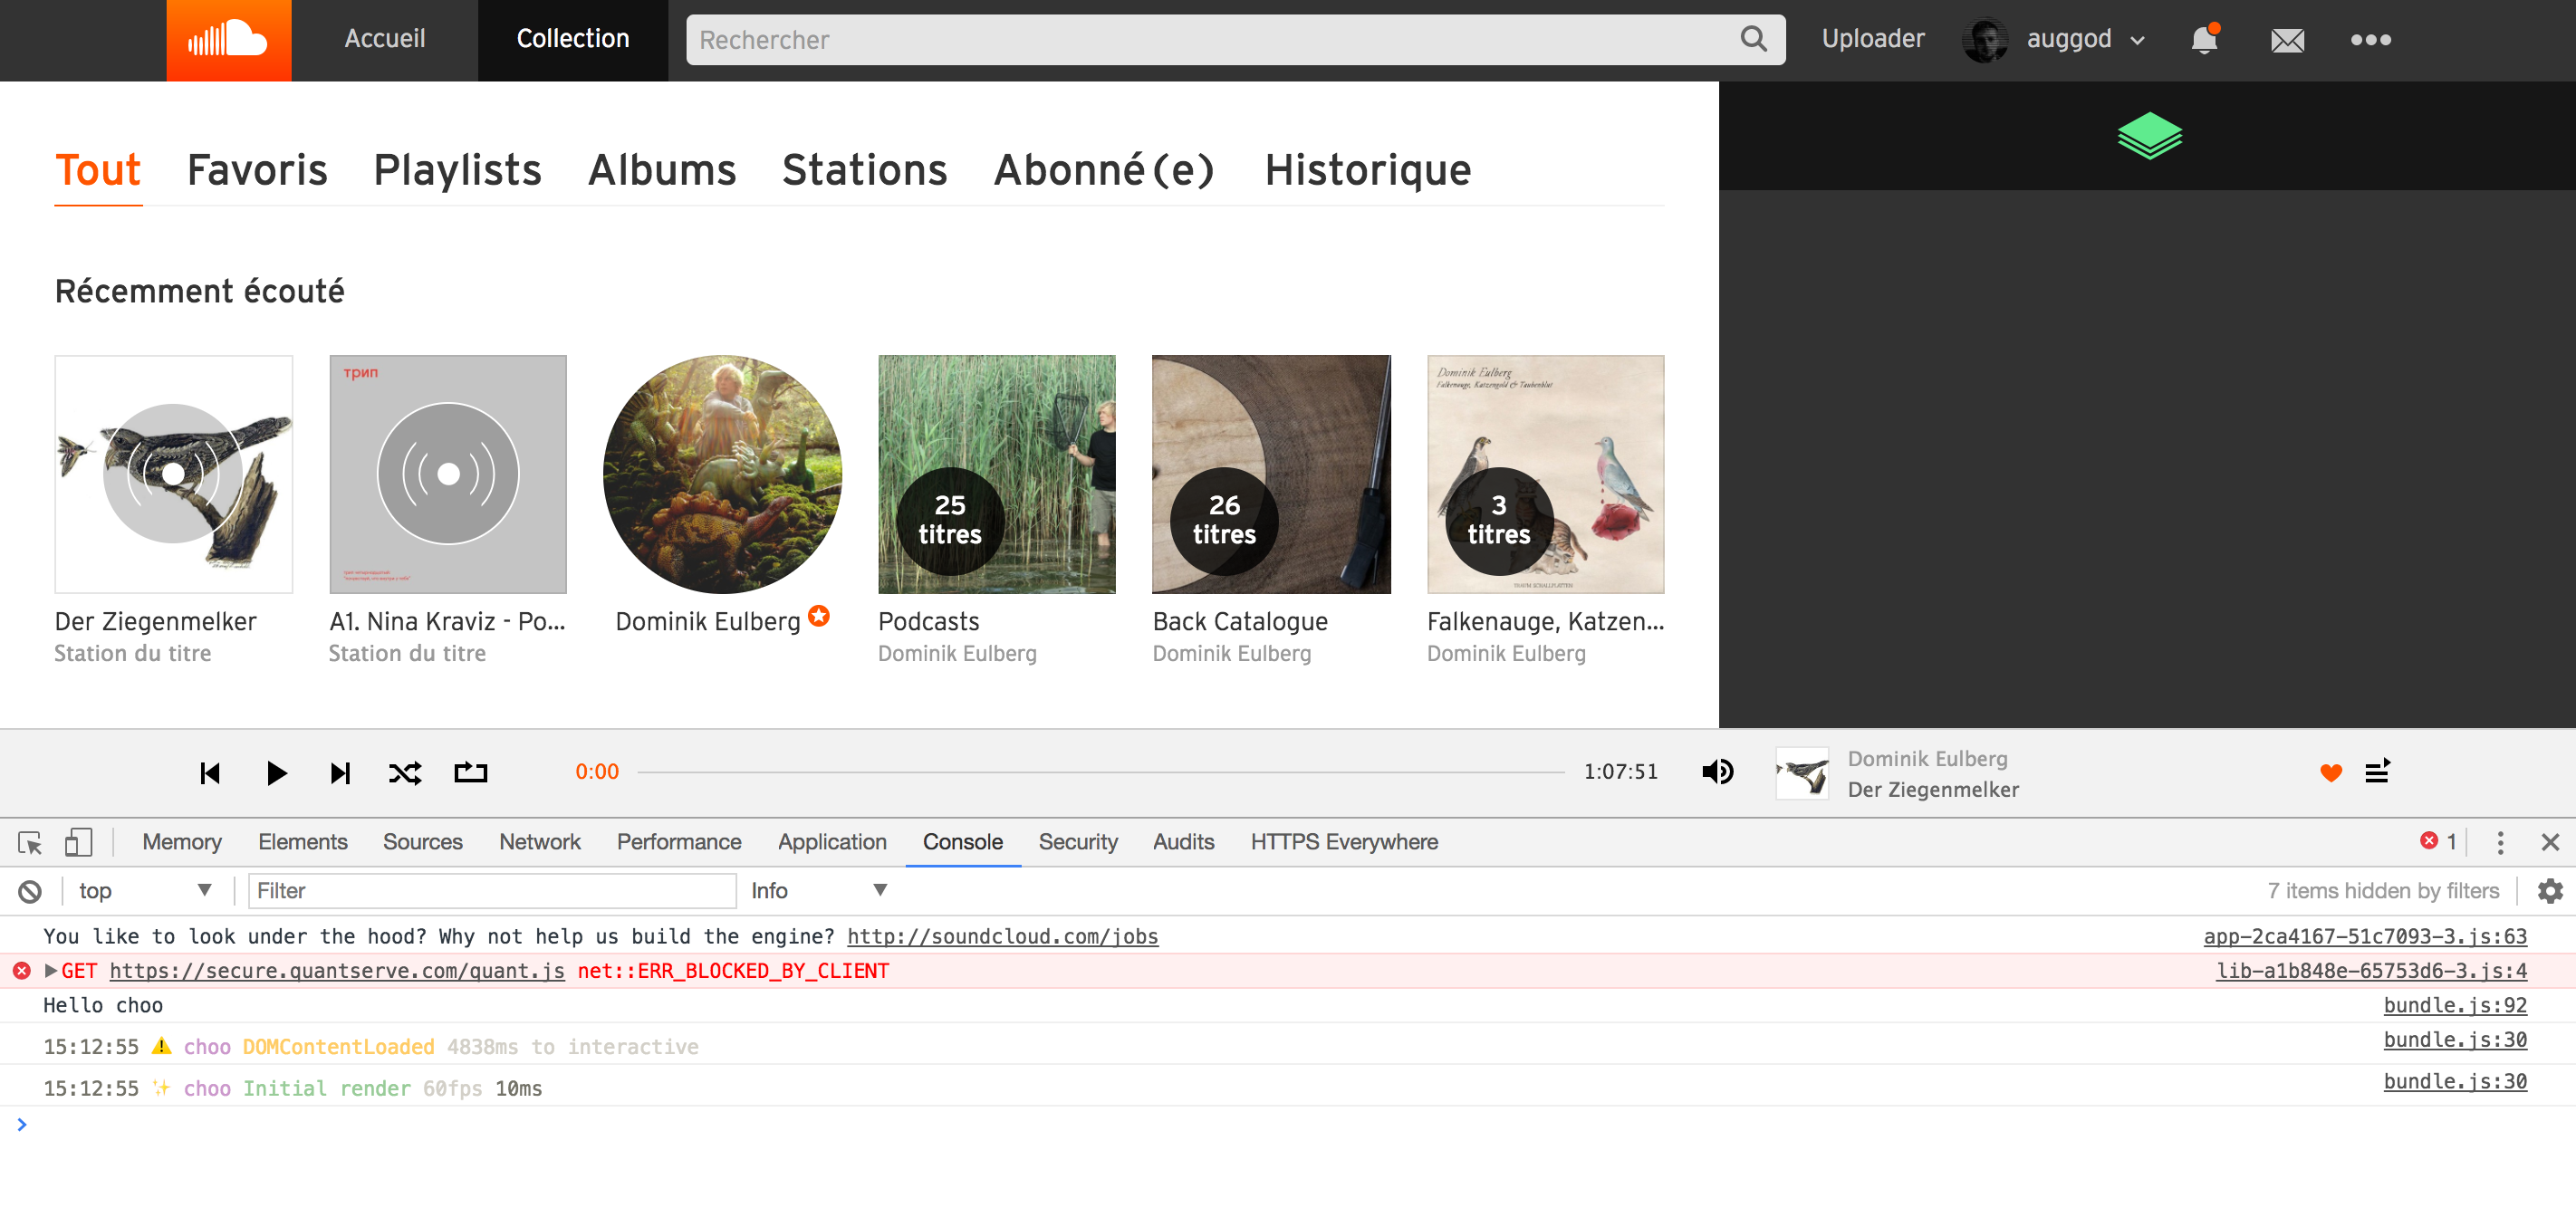 Accueil
Collection
Rechercher
Uploader
auggod
Tout
Favoris
Playlists
Albums
Stations
Abonné(e)
Historique
Récemment écouté
трип
25
titres
26
titres
Dominik Eulberg
Falkenauge, Katzengold & Taubenblut
3
titres
Der Ziegenmelker
Station du titre
A1. Nina Kraviz - Po...
Station du titre
Dominik Eulberg
Podcasts
Dominik Eulberg
Back Catalogue
Dominik Eulberg
Falkenauge, Katzen...
Dominik Eulberg
0:00
1:07:51
Dominik Eulberg
Der Ziegenmelker
Memory
Elements
Sources
Network
Performance
Application
Console
Security
Audits
HTTPS Everywhere
1
top
Filter
Info
7 items hidden by filters
You like to look under the hood? Why not help us build the engine? http://soundcloud.com/jobs
app-2ca4167-51c7093-3.js:63
GET https://secure.quantserve.com/quant.js net::ERR_BLOCKED_BY_CLIENT
lib-a1b848e-65753d6-3.js:4
Hello choo
bundle.js:92
15:12:55 ⚠️ choo DOMContentLoaded 4838ms to interactive
bundle.js:30
15:12:55 ✨ choo Initial render 60fps 10ms
bundle.js:30